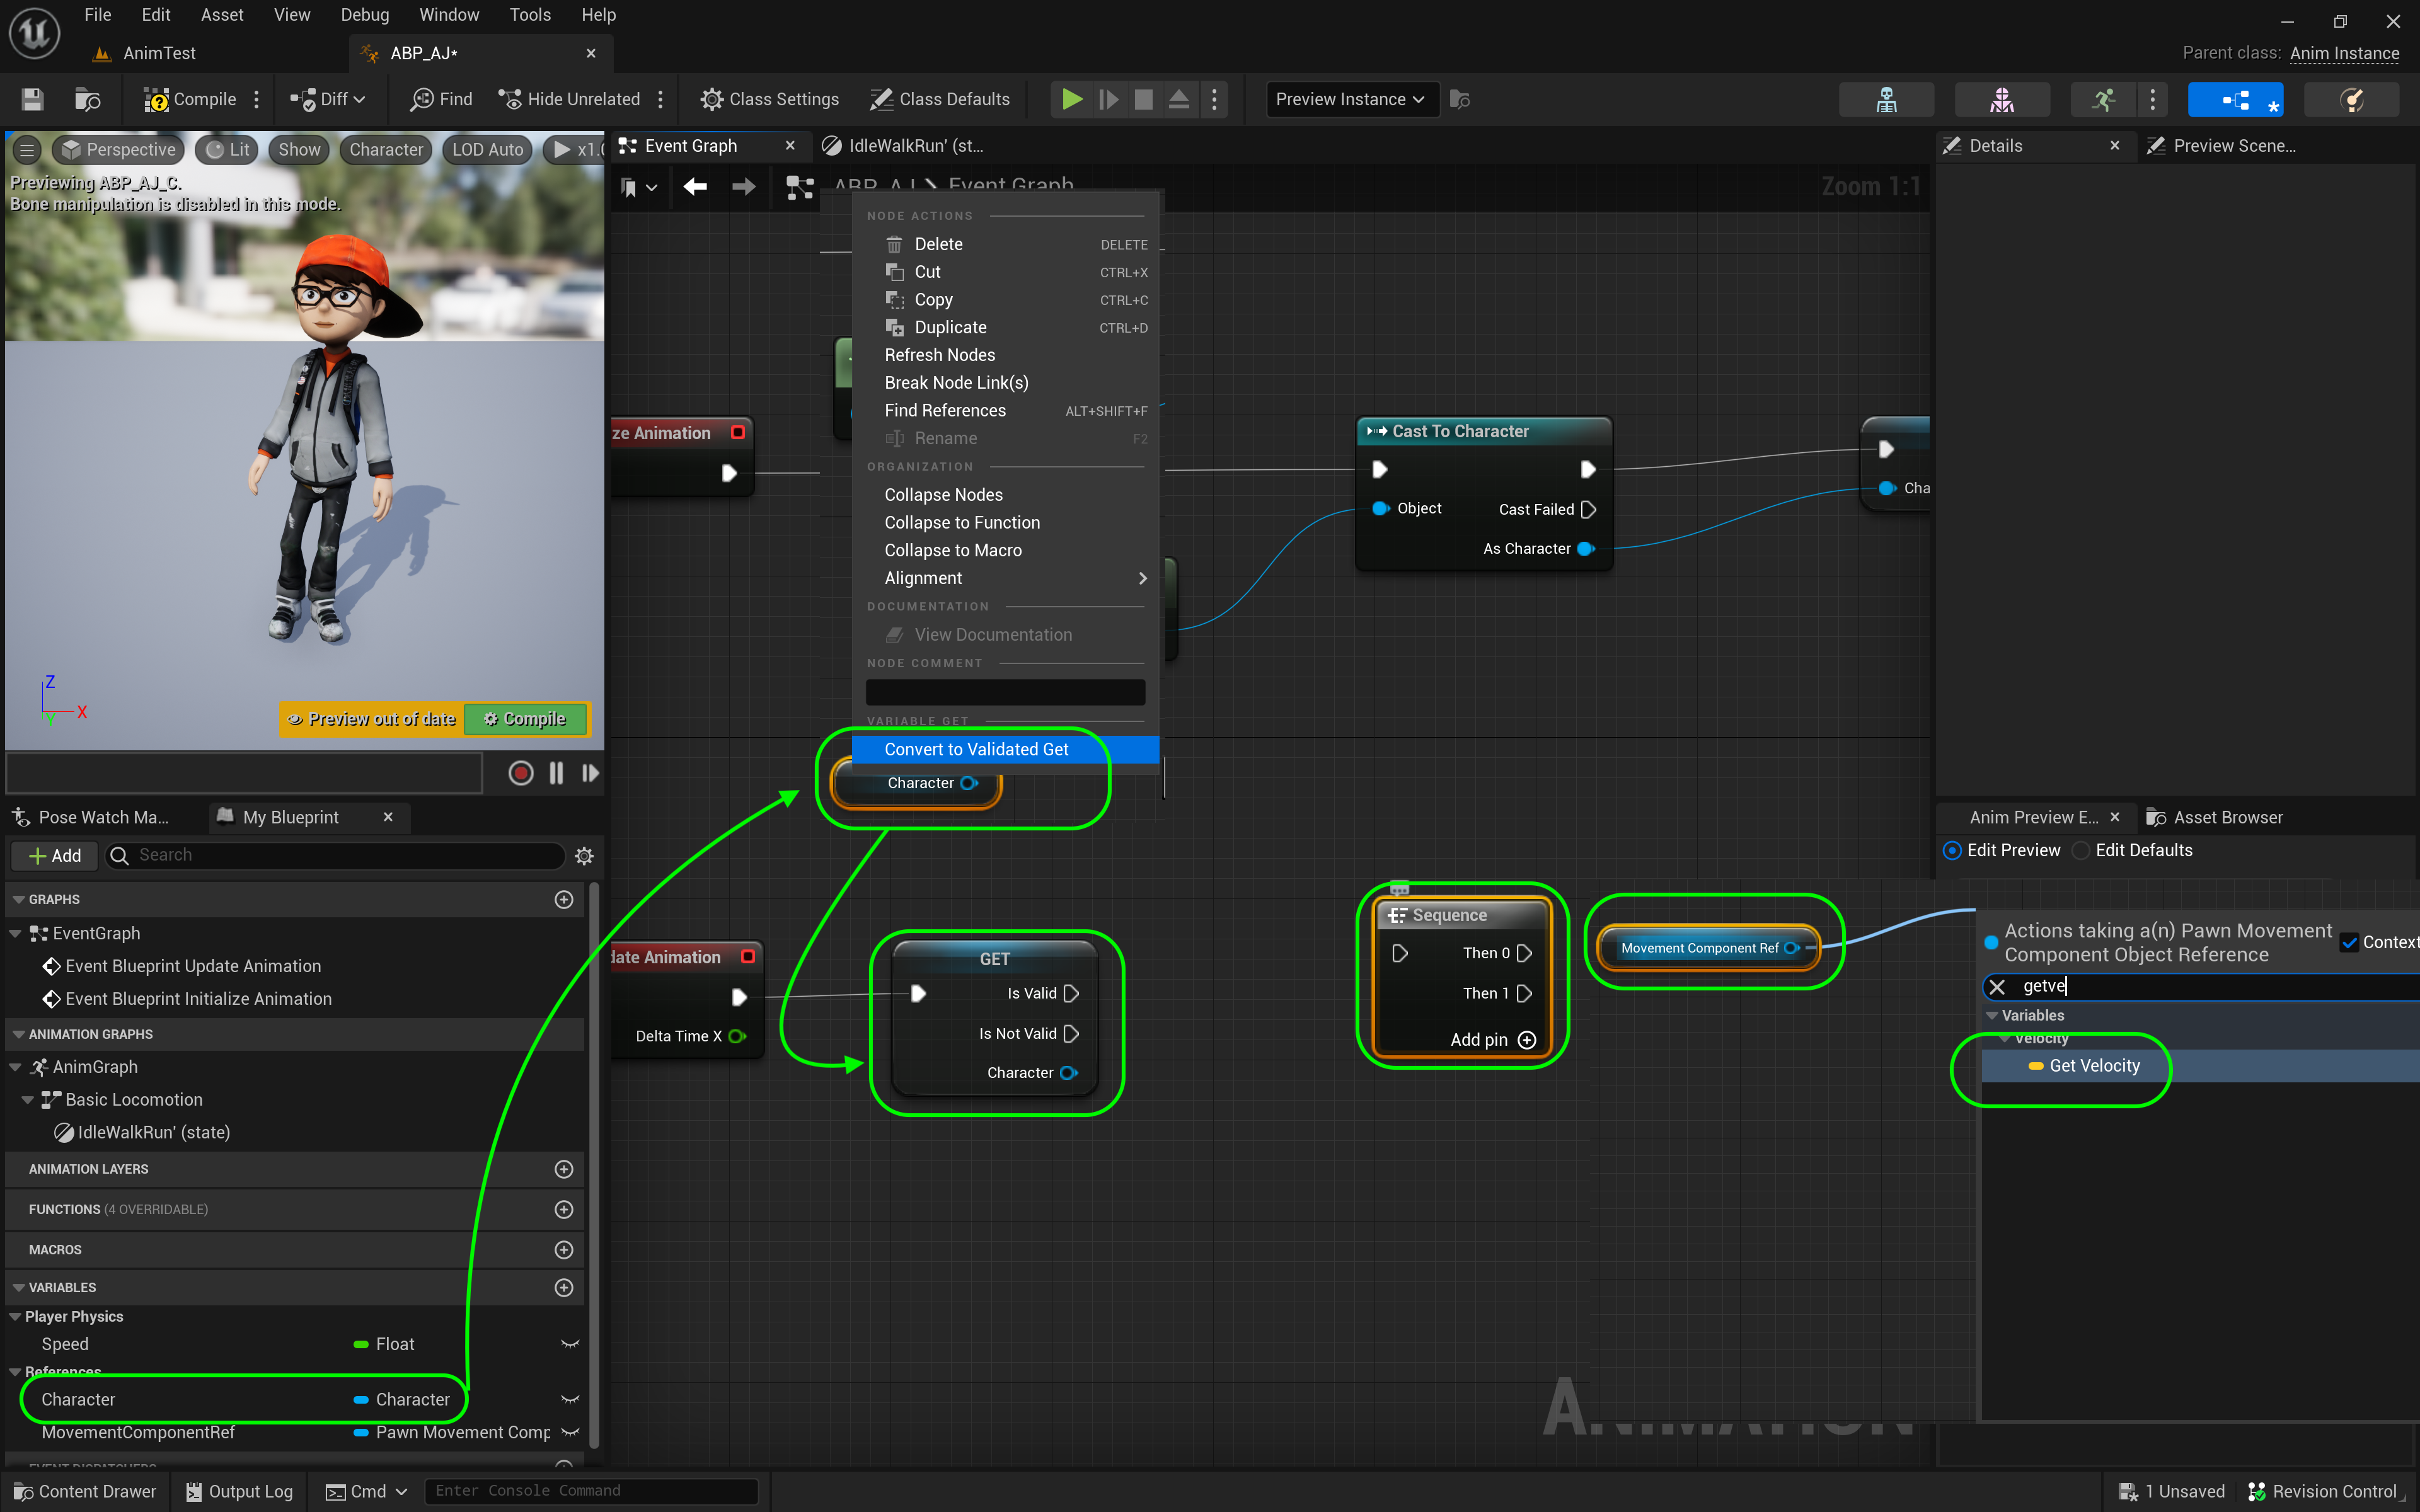 File Edit Asset View Debug Window Tools Help
AnimTest
ABP_AJ*
Parent class: Anim Instance
Compile
Diff
Find
Hide Unrelated
Class Settings
Class Defaults
Preview Instance
Perspective
Lit
Show
Character
LOD Auto
x1.0
Previewing ABP_AJ_C.
Bone manipulation is disabled in this mode.
Z
X
Y
Preview out of date
Compile
Event Graph
IdleWalkRun' (st...
ABP_AJ > Event Graph
Zoom 1:1
NODE ACTIONS
Delete DELETE
Cut CTRL+X
Copy CTRL+C
Duplicate CTRL+D
Refresh Nodes
Break Node Link(s)
Find References ALT+SHIFT+F
Rename F2
ORGANIZATION
Collapse Nodes
Collapse to Function
Collapse to Macro
Alignment
DOCUMENTATION
View Documentation
NODE COMMENT
VARIABLE GET
Convert to Validated Get
Character
ze Animation
Cast To Character
Object
Cast Failed
As Character
Cha
date Animation
Delta Time X
GET
Is Valid
Is Not Valid
Character
Sequence
Then 0
Then 1
Add pin
Movement Component Ref
Actions taking a(n) Pawn Movement
Component Object Reference
Context
getve
Variables
Velocity
Get Velocity
ANIMATION
Details
Preview Scene...
Anim Preview E...
Asset Browser
Edit Preview
Edit Defaults
Pose Watch Ma...
My Blueprint
Add
Search
GRAPHS
EventGraph
Event Blueprint Update Animation
Event Blueprint Initialize Animation
ANIMATION GRAPHS
AnimGraph
Basic Locomotion
IdleWalkRun' (state)
ANIMATION LAYERS
FUNCTIONS (4 OVERRIDABLE)
MACROS
VARIABLES
Player Physics
Speed Float
References
Character Character
MovementComponentRef Pawn Movement Comp
EVENT DISPATCHERS
Content Drawer
Output Log
Cmd
Enter Console Command
1 Unsaved
Revision Control